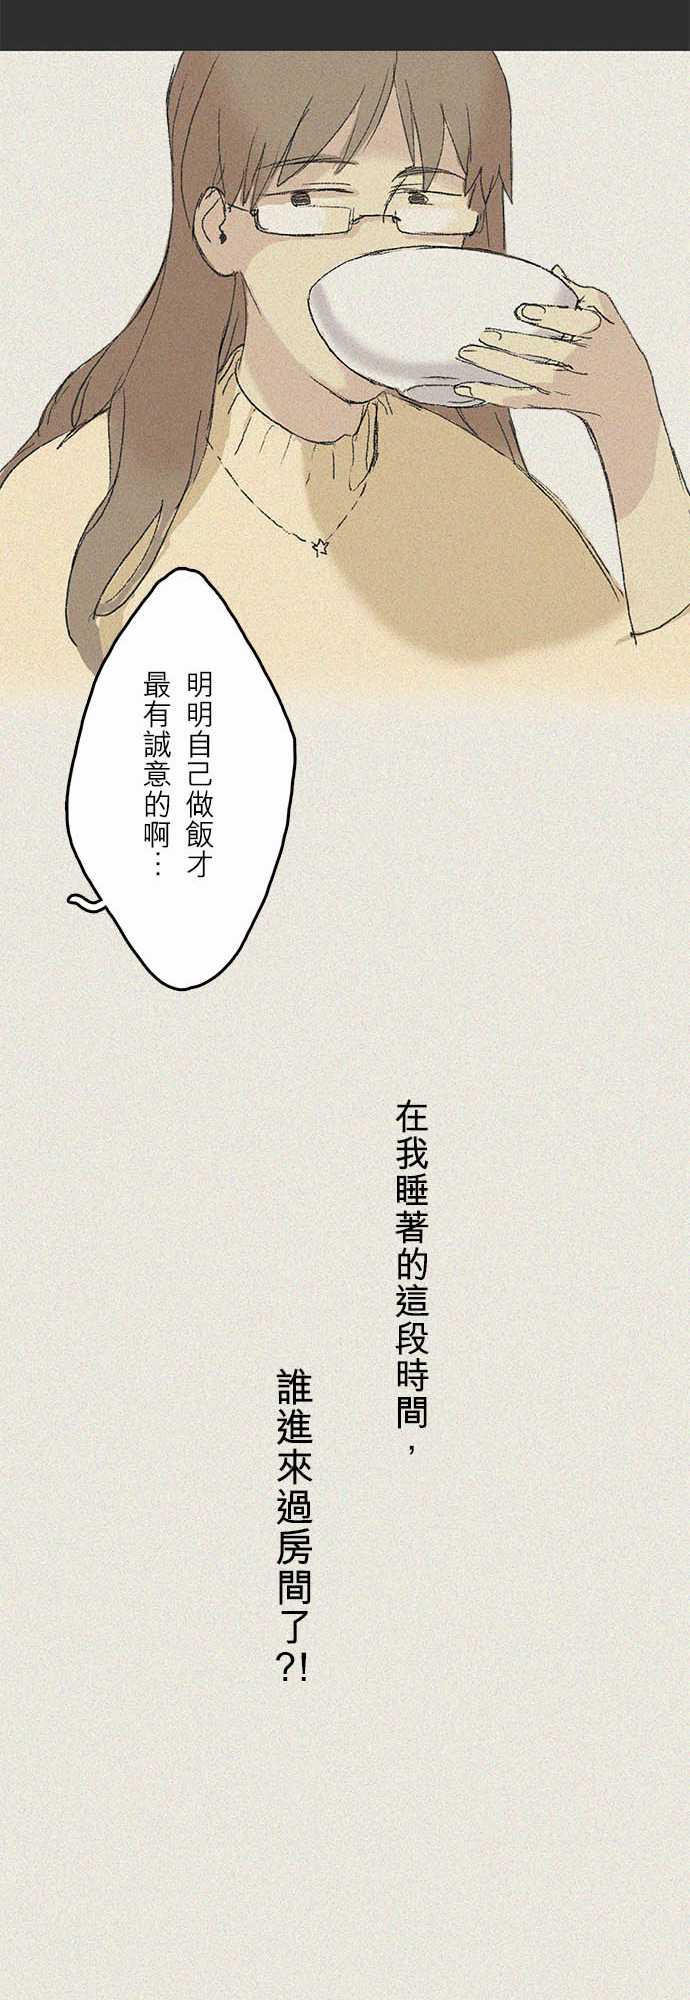 明明自己做飯才
最有誠意的啊⋯
在我睡著的這段時間，
誰進來過房間了?!